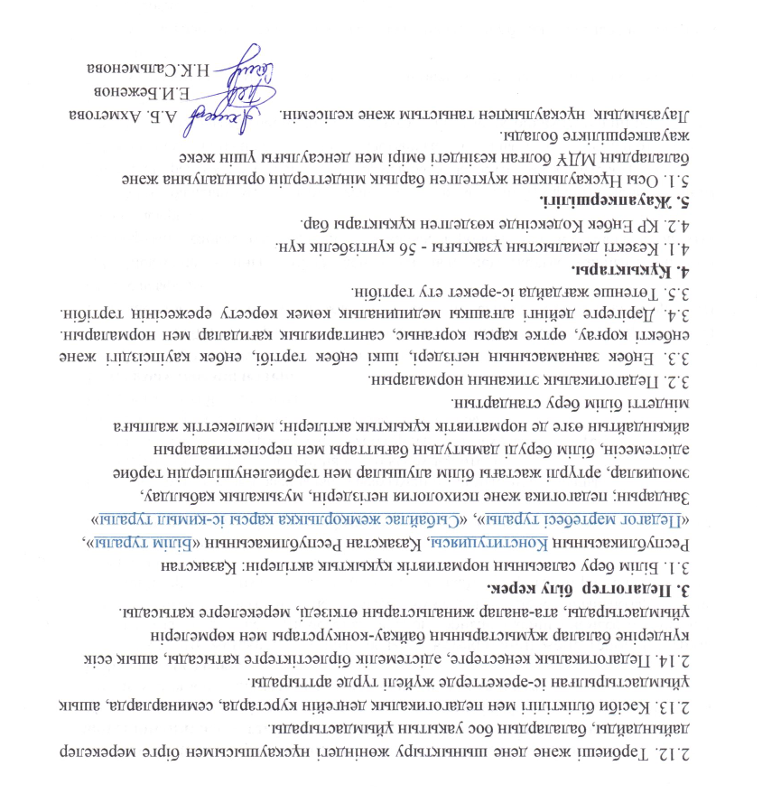 2.12. Тәрбиеші және дене шынықтыру жөніндегі нұсқаушысымен бірге мерекелер
дайындайды, балалардың бос уақытын ұйымдастырады.
2.13. Кәсіби біліктілігі мен педагогикалық деңгейін курстарда, семинарларда, ашық
ұйымдастырылған іс-әрекеттерде жүйелі түрде арттырады.
2.14. Педагогикалық кеңестерге, әдістемелік бірлестіктерге қатысады, ашық есік
күндеріне балалар жұмыстарының байқау-конкурстары мен көрмелерін
ұйымдастырады, ата-аналар жиналыстарын өткізеді, мерекелерге катысады.
3. Педагогтер білу керек.
3.1. Білім беру саласының нормативтік құқықтық актілерін: Қазақстан
Республикасының Конституциясы, Қазақстан Республикасының «Білім туралы»,
«Педагог мәртебесі туралы», «Сыбайлас жемқорлыққа қарсы іс-қимыл туралы»
Заңдарын; педагогика және психология негіздерін, музыкалық қабылдау,
эмоциялар, әртүрлі жастағы білім алушылар мен тәрбиеленушілердің тәрбие
әдістемесін, білім беруді дамытудың бағыттары мен перспективаларын
айқындайтын өзге де нормативтік құқықтық актілерін; мемлекеттік жалпыға
міндетті білім беру стандартын.
3.2. Педагогикалық этиканың нормаларын.
3.3. Еңбек заңнамасының негіздері, ішкі еңбек тәртібі, еңбек қауіпсіздігі және
еңбекті қорғау, өртке қарсы қорғаныс, санитариялық қағидалар мен нормаларын.
3.4. Дәрігерге дейінгі алғашқы медициналық көмек көрсету ережесінің тәртібін.
3.5. Төтенше жағдайда іс-әрекет ету тәртібін.
4. Құқықтары.
4.1. Кезекті демалыстың ұзақтығы - 56 күнтізбелік күн.
4.2. ҚР Еңбек Кодексінде көзделген құқықтары бар.
5. Жауапкершілігі.
5.1. Осы Нұсқаулықпен жүктелген барлық міндеттердің орындалуына және
балалардың МДҰ болған кезіндегі өмірі мен денсаулығы үшін жеке
жауапкершілікте болады.
Лауазымдық нұсқаулықпен таныстым және келісемін. А.Б. Ахметова
Е.И.Беженов
Н.К.Сальменова